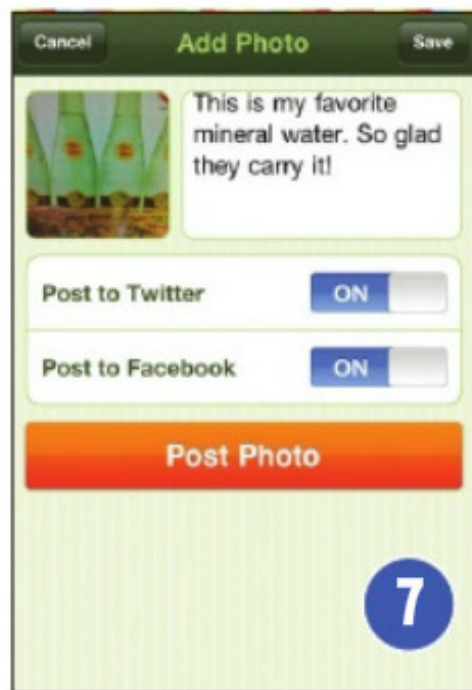 Cancel Add Photo Save
This is my favorite
mineral water. So glad
they carry it!
Post to Twitter ON
Post to Facebook ON
Post Photo
7